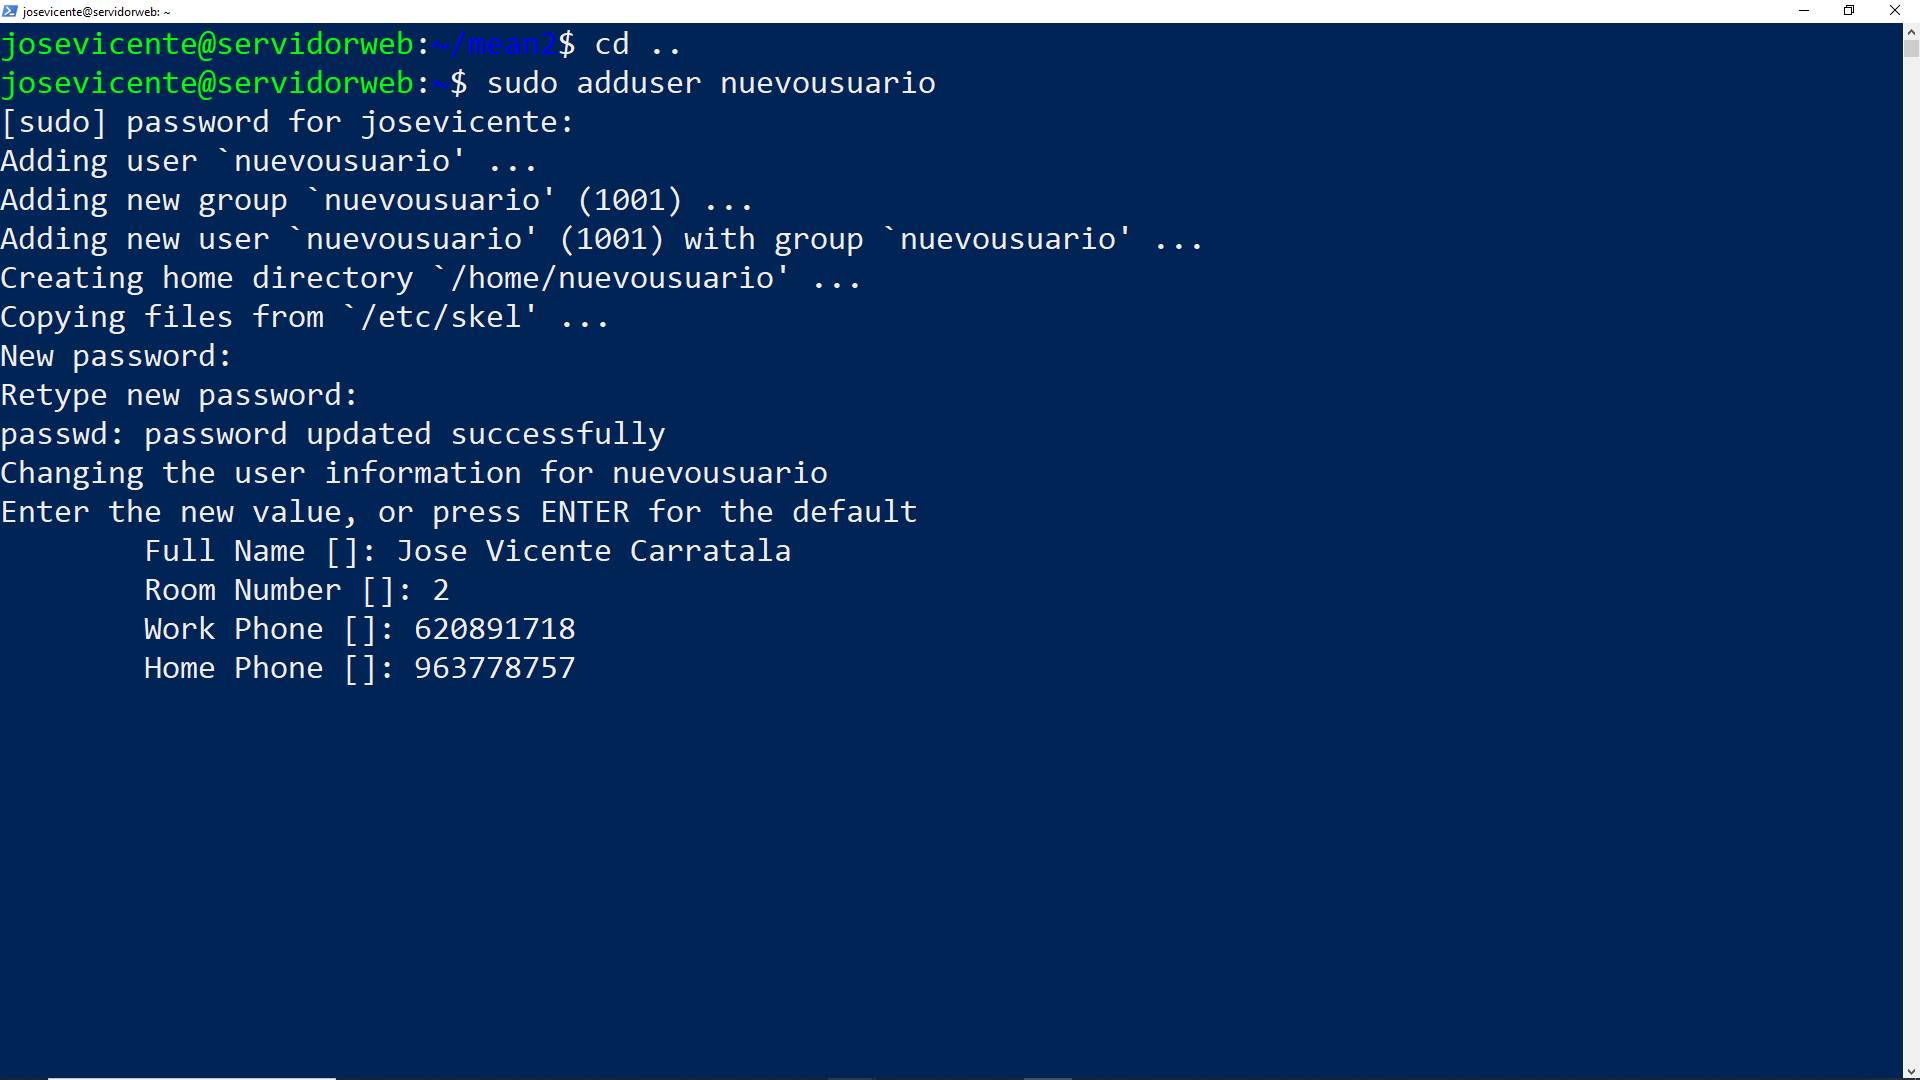 josevicente@servidorweb: ~
josevicente@servidorweb:~/mean2$ cd ..
josevicente@servidorweb:~$ sudo adduser nuevousuario
[sudo] password for josevicente:
Adding user `nuevousuario' ...
Adding new group `nuevousuario' (1001) ...
Adding new user `nuevousuario' (1001) with group `nuevousuario' ...
Creating home directory `/home/nuevousuario' ...
Copying files from `/etc/skel' ...
New password:
Retype new password:
passwd: password updated successfully
Changing the user information for nuevousuario
Enter the new value, or press ENTER for the default
Full Name []: Jose Vicente Carratala
Room Number []: 2
Work Phone []: 620891718
Home Phone []: 963778757